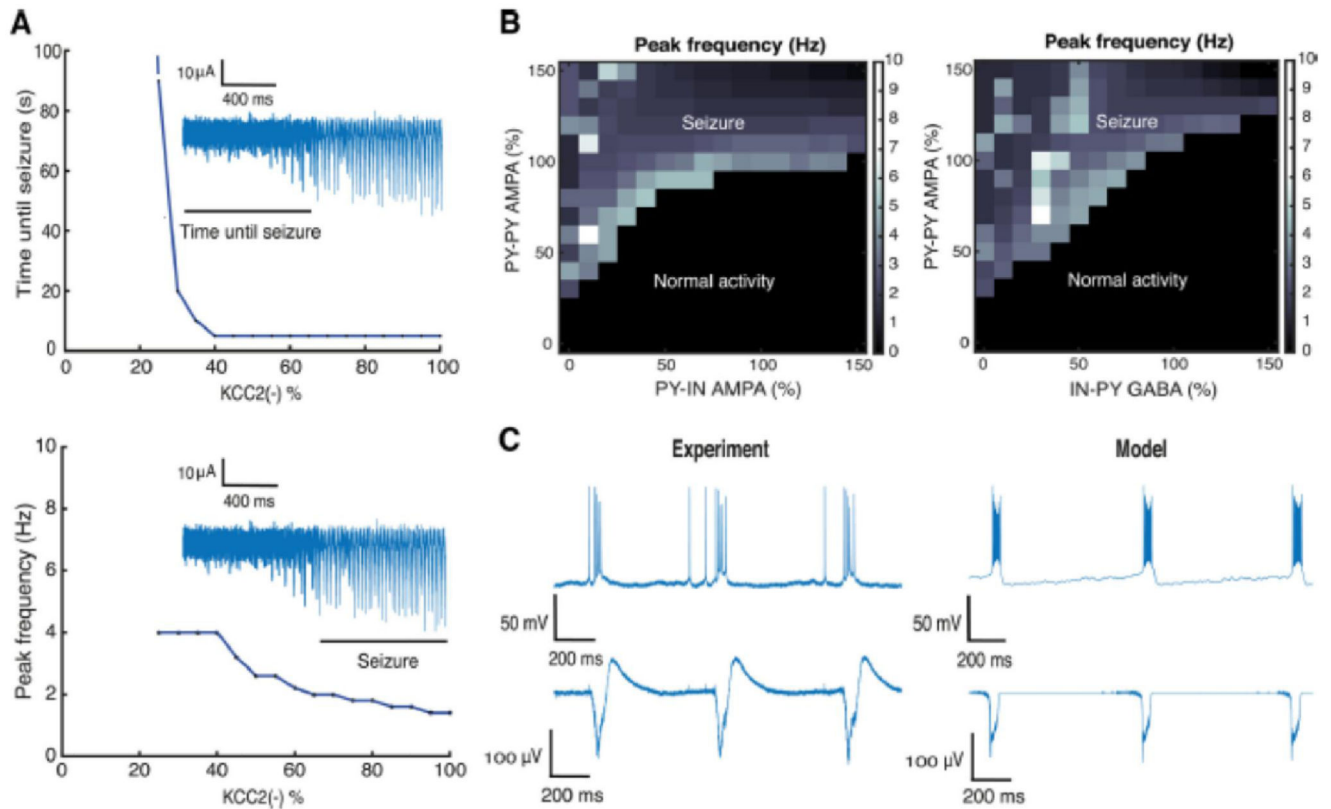 A
100
80
60
40
20
0
Time until seizure (s)
10µA
400 ms
Time until seizure
0 20 40 60 80 100
KCC2(-) %
10
8
6
4
2
0
Peak frequency (Hz)
10µA
400 ms
Seizure
0 20 40 60 80 100
KCC2(-) %
B
Peak frequency (Hz)
150
100
50
0
PY-PY AMPA (%)
Seizure
Normal activity
0 50 100 150
PY-IN AMPA (%)
10
9
8
7
6
5
4
3
2
1
0
Peak frequency (Hz)
150
100
50
0
PY-PY AMPA (%)
Seizure
Normal activity
0 50 100 150
IN-PY GABA (%)
10
9
8
7
6
5
4
3
2
1
0
C
Experiment
50 mV
200 ms
100 µV
200 ms
Model
50 mV
200 ms
100 µV
200 ms